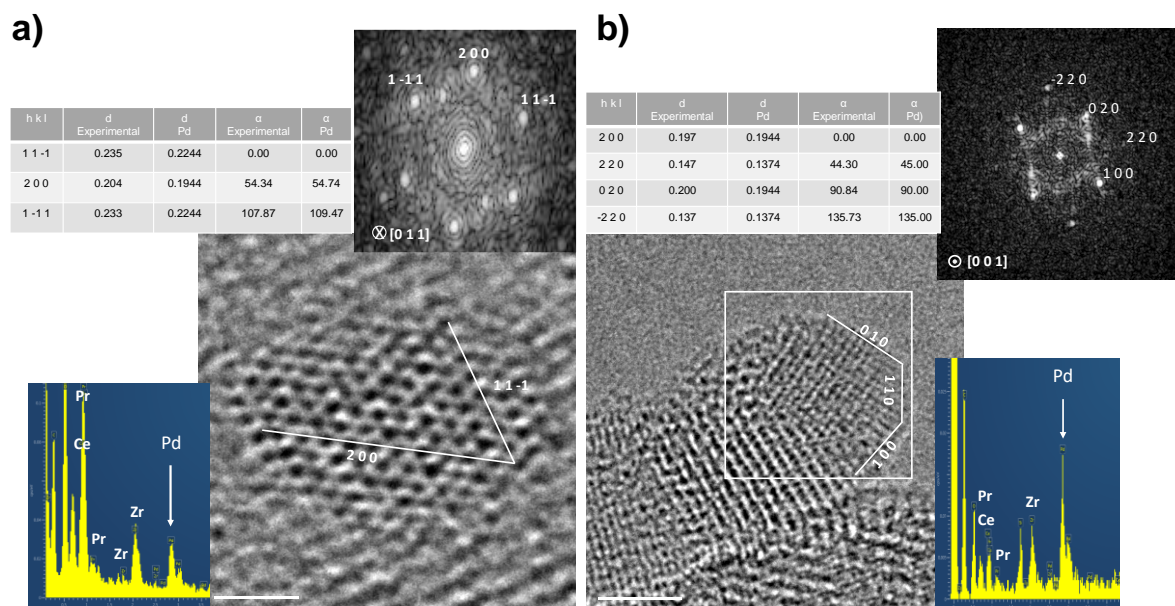 a)
2 0 0
1 -1 1
1 1 -1
⊗ [0 1 1]
h k l d Experimental d Pd α Experimental α Pd
1 1 -1 0.235 0.2244 0.00 0.00
2 0 0 0.204 0.1944 54.34 54.74
1 -1 1 0.233 0.2244 107.87 109.47
1 1 -1
2 0 0
Pr
Ce
Pd
Zr
Pr
Zr
b)
-2 2 0
0 2 0
2 2 0
1 0 0
⊙ [0 0 1]
h k l d Experimental d Pd α Experimental α Pd)
2 0 0 0.197 0.1944 0.00 0.00
2 2 0 0.147 0.1374 44.30 45.00
0 2 0 0.200 0.1944 90.84 90.00
-2 2 0 0.137 0.1374 135.73 135.00
0 1 0
1 1 0
1 0 0
Pd
Pr
Ce
Zr
Pr